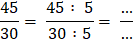 45/30 = 45 : 5/30 : 5 = .../...